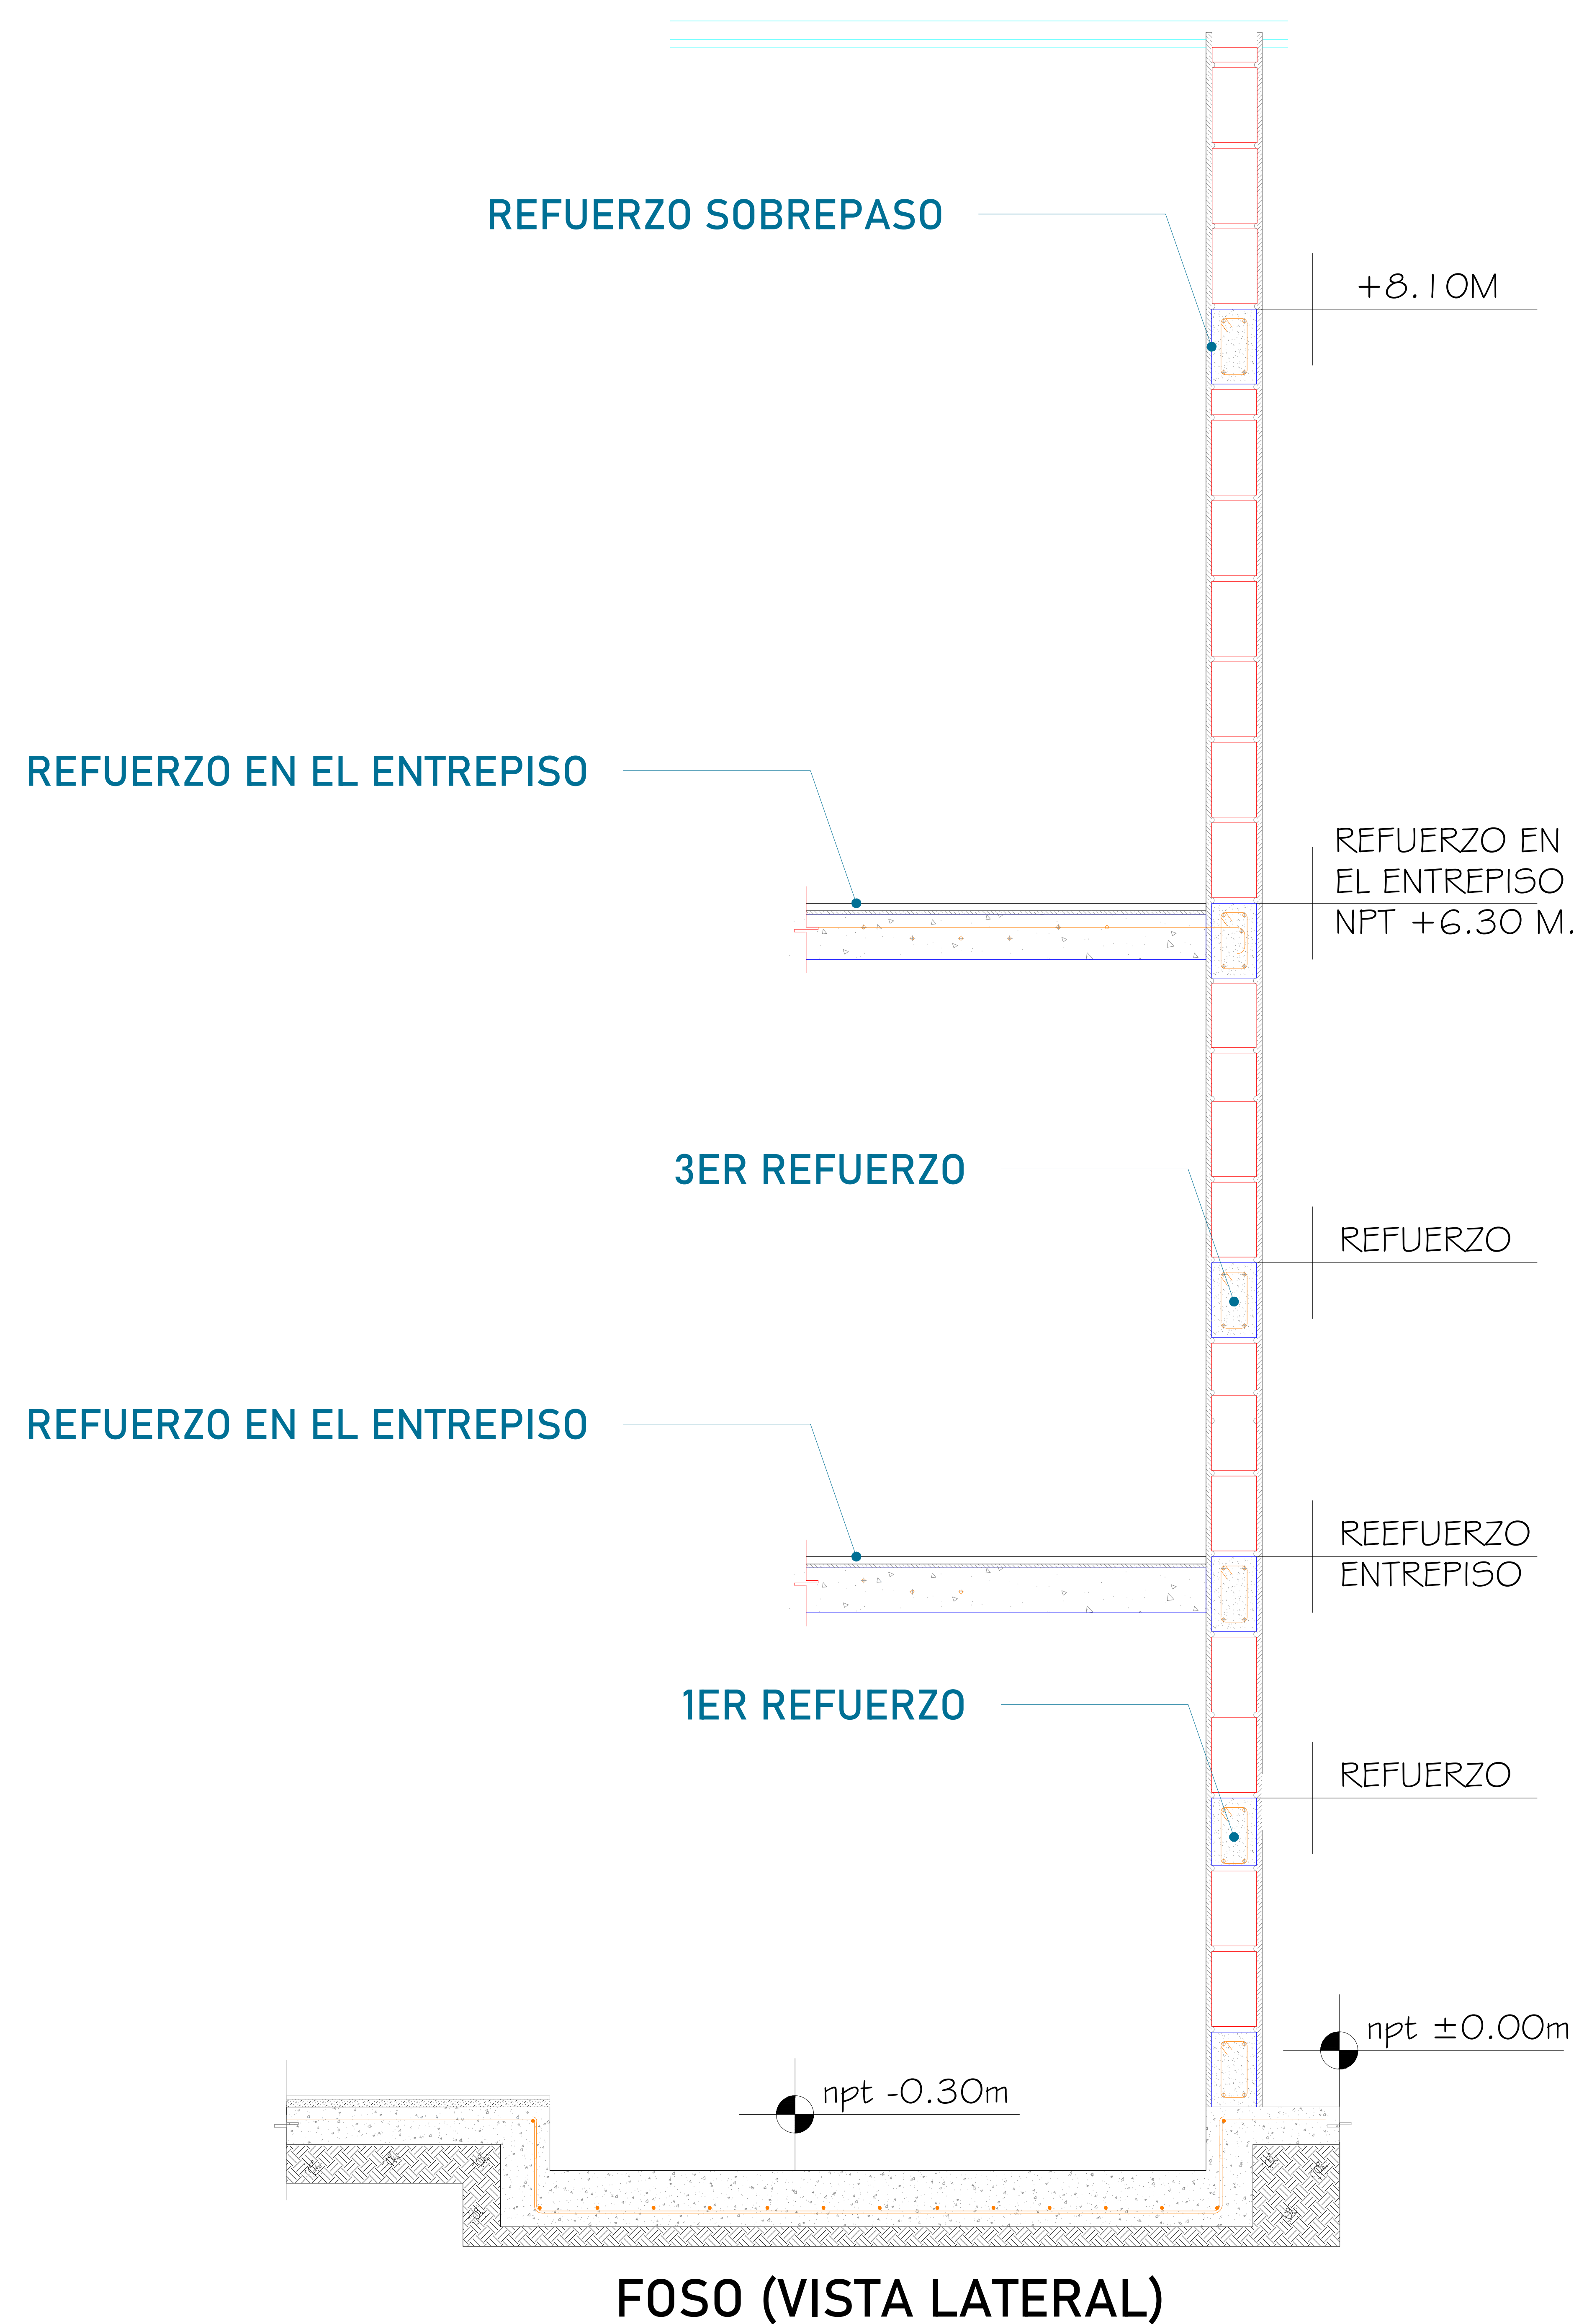 REFUERZO SOBREPASO
+8.10M
REFUERZO EN EL ENTREPISO
REFUERZO EN
EL ENTREPISO
NPT +6.30 M.
3ER REFUERZO
REFUERZO
REFUERZO EN EL ENTREPISO
REEFUERZO
ENTREPISO
1ER REFUERZO
REFUERZO
npt ±0.00m
npt -0.30m
FOSO (VISTA LATERAL)